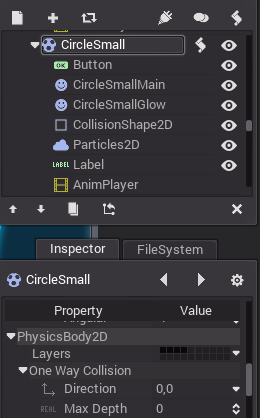 CircleSmall
OK Button
CircleSmallMain
CircleSmallGlow
CollisionShape2D
Particles2D
LABEL Label
AnimPlayer
Inspector FileSystem
CircleSmall
Property Value
Angular
PhysicsBody2D
Layers
One Way Collision
Direction 0,0
REAL Max Depth 0